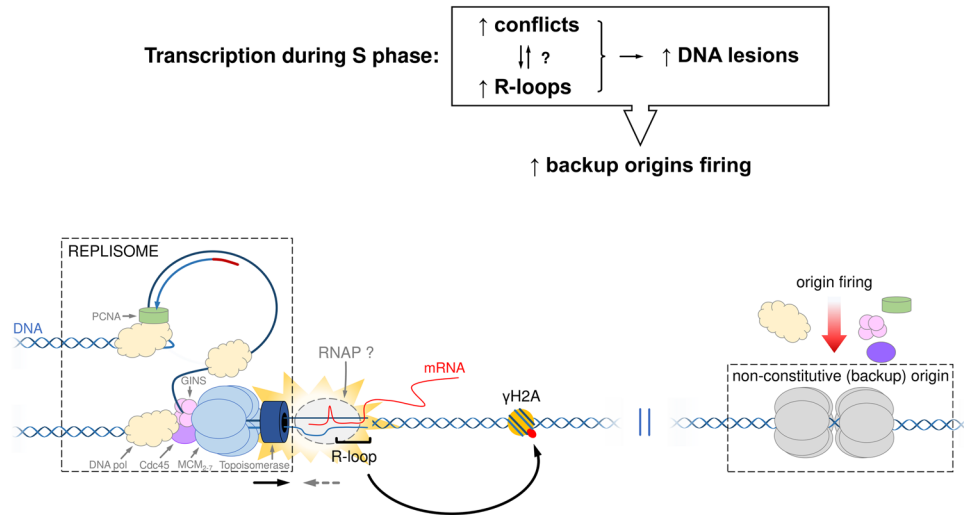 ↑ conflicts
Transcription during S phase: ? → ↑ DNA lesions
↑ R-loops
↑ backup origins firing
REPLISOME
origin firing
PCNA
DNA
RNAP ?
mRNA
GINS
non-constitutive (backup) origin
γH2A
R-loop
DNA pol Cdc45 MCM₂₋₇ Topoisomerase